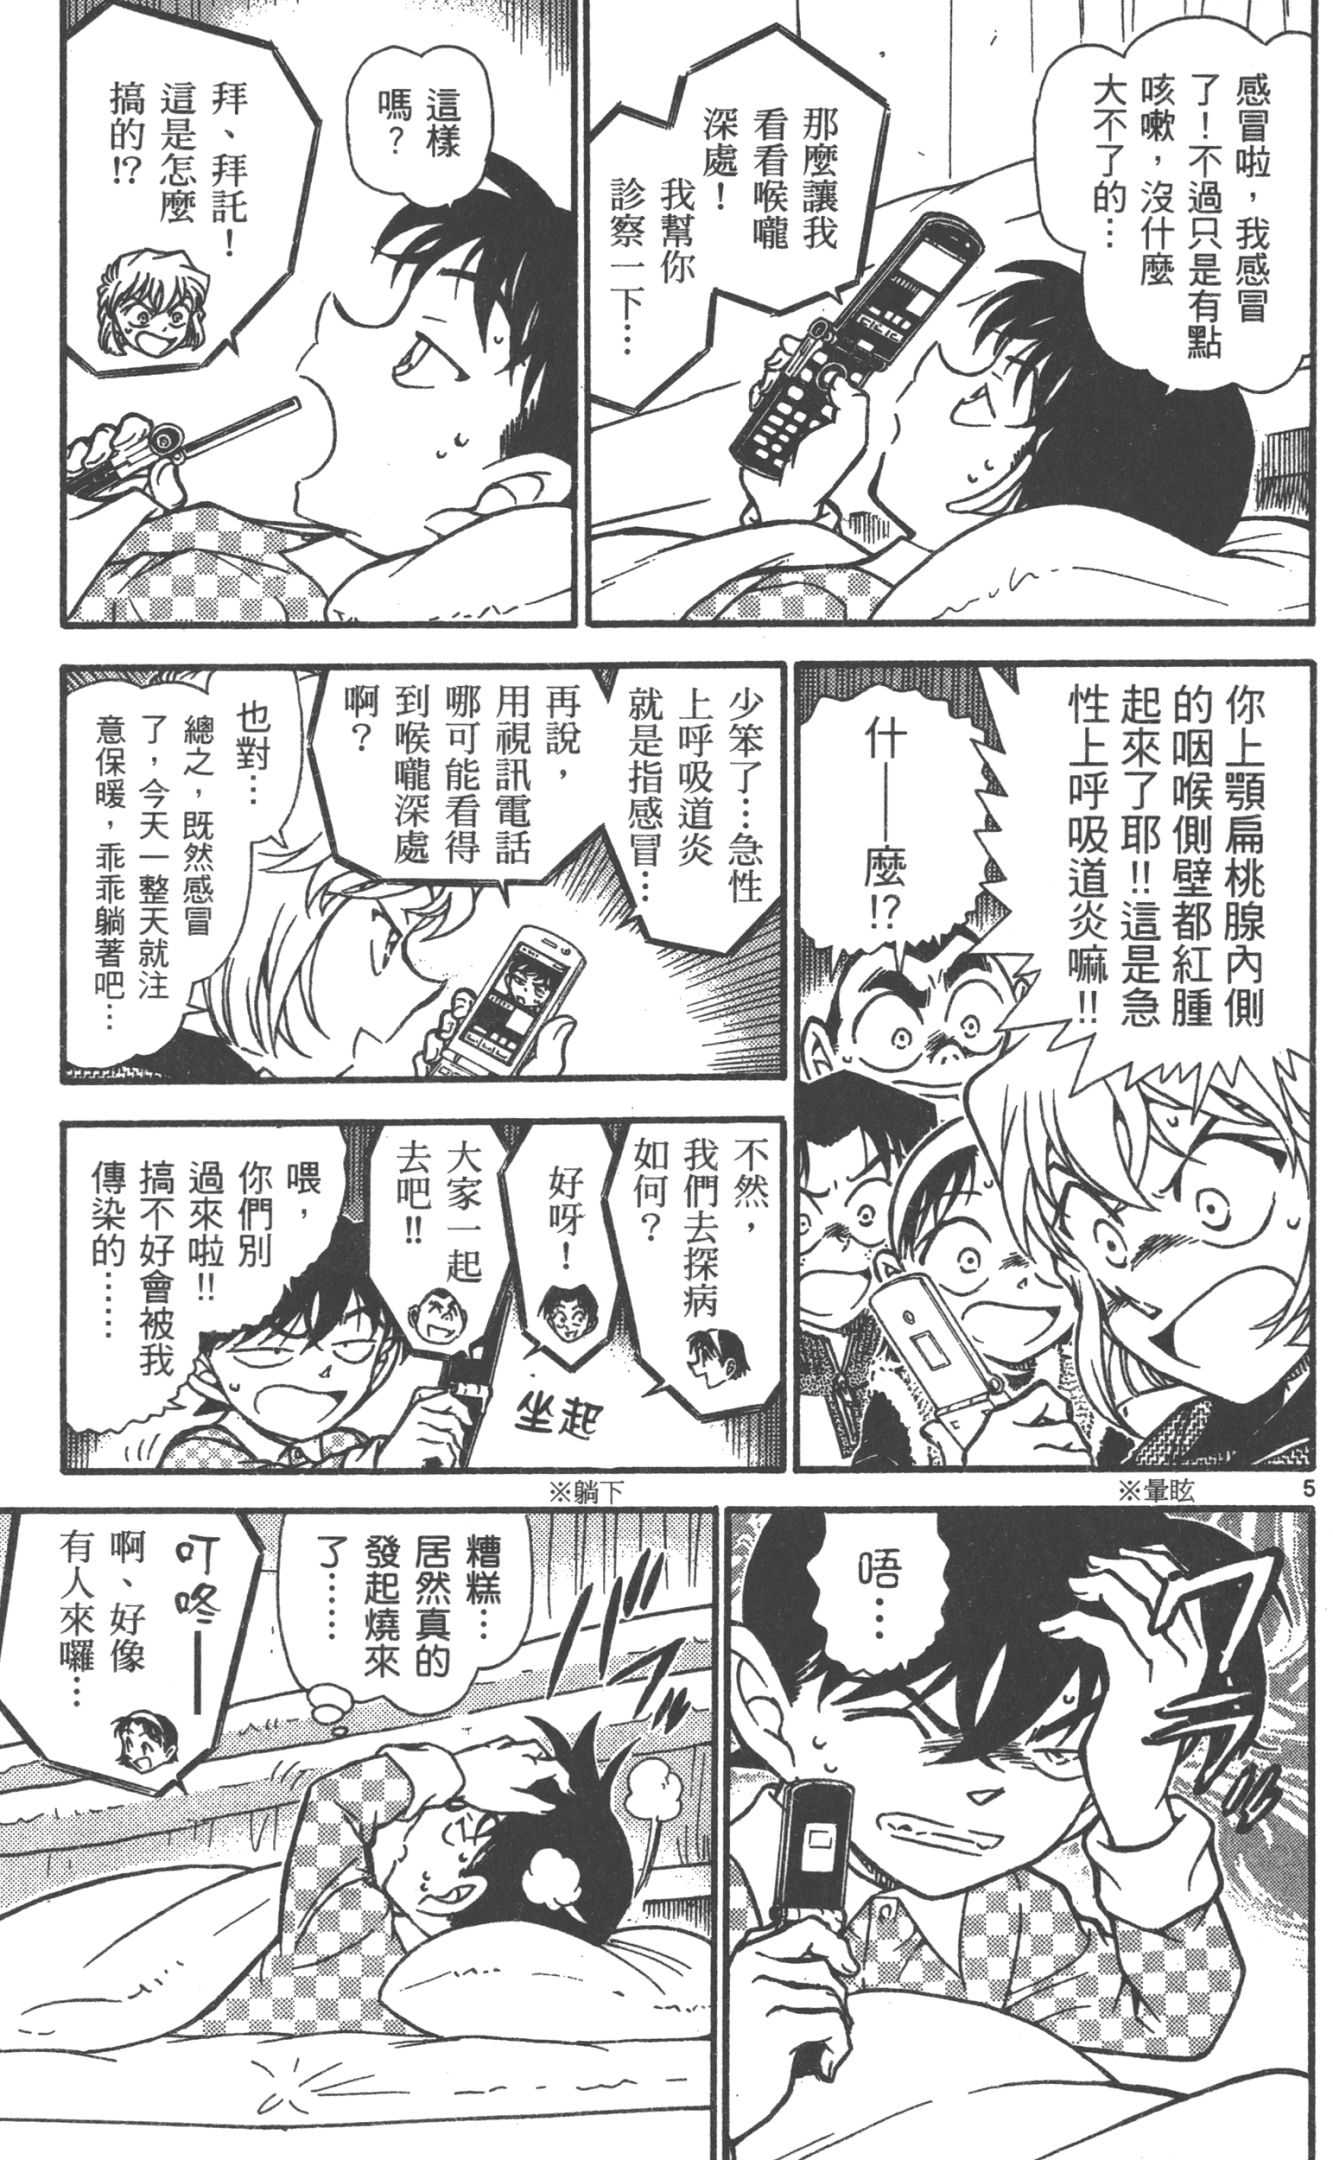 感冒啦，我感冒
了！不過只是有點
咳嗽，沒什麼
大不了的…
那麼讓我
看看喉嚨
深處！
我幫你
診察一下…
這樣
嗎？
拜、拜託！
這是怎麼
搞的!?
你上顎扁桃腺內側
的咽喉側壁都紅腫
起來了耶!!這是急
性上呼吸道炎嘛!!
什——麼!?
少笨了…急性
上呼吸道炎
就是指感冒…
再說，
用視訊電話
哪可能看得
到喉嚨深處
啊？
也對…
總之，既然感冒
了，今天一整天就注
意保暖，乖乖躺著吧…
不然，
我們去探病
如何？
好呀！
大家一起
去吧!!
喂，
你們別
過來啦!!
搞不好會被我
傳染的……
坐起
※暈眩
5
唔…
※躺下
糟糕…
居然真的
發起燒來
了……
叮咚——
啊、好像
有人來囉…